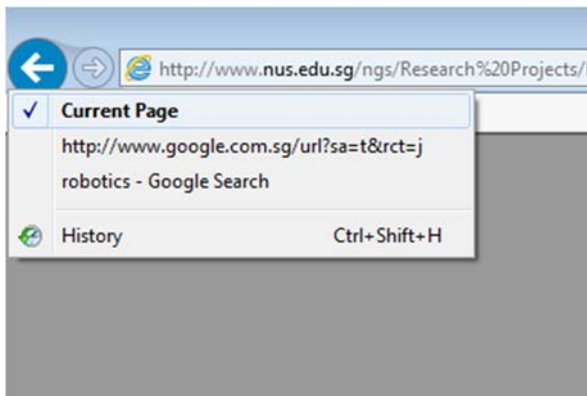 http://www.nus.edu.sg/ngs/Research%20Projects/
Current Page
http://www.google.com.sg/url?sa=t&rct=j
robotics - Google Search
History Ctrl+Shift+H